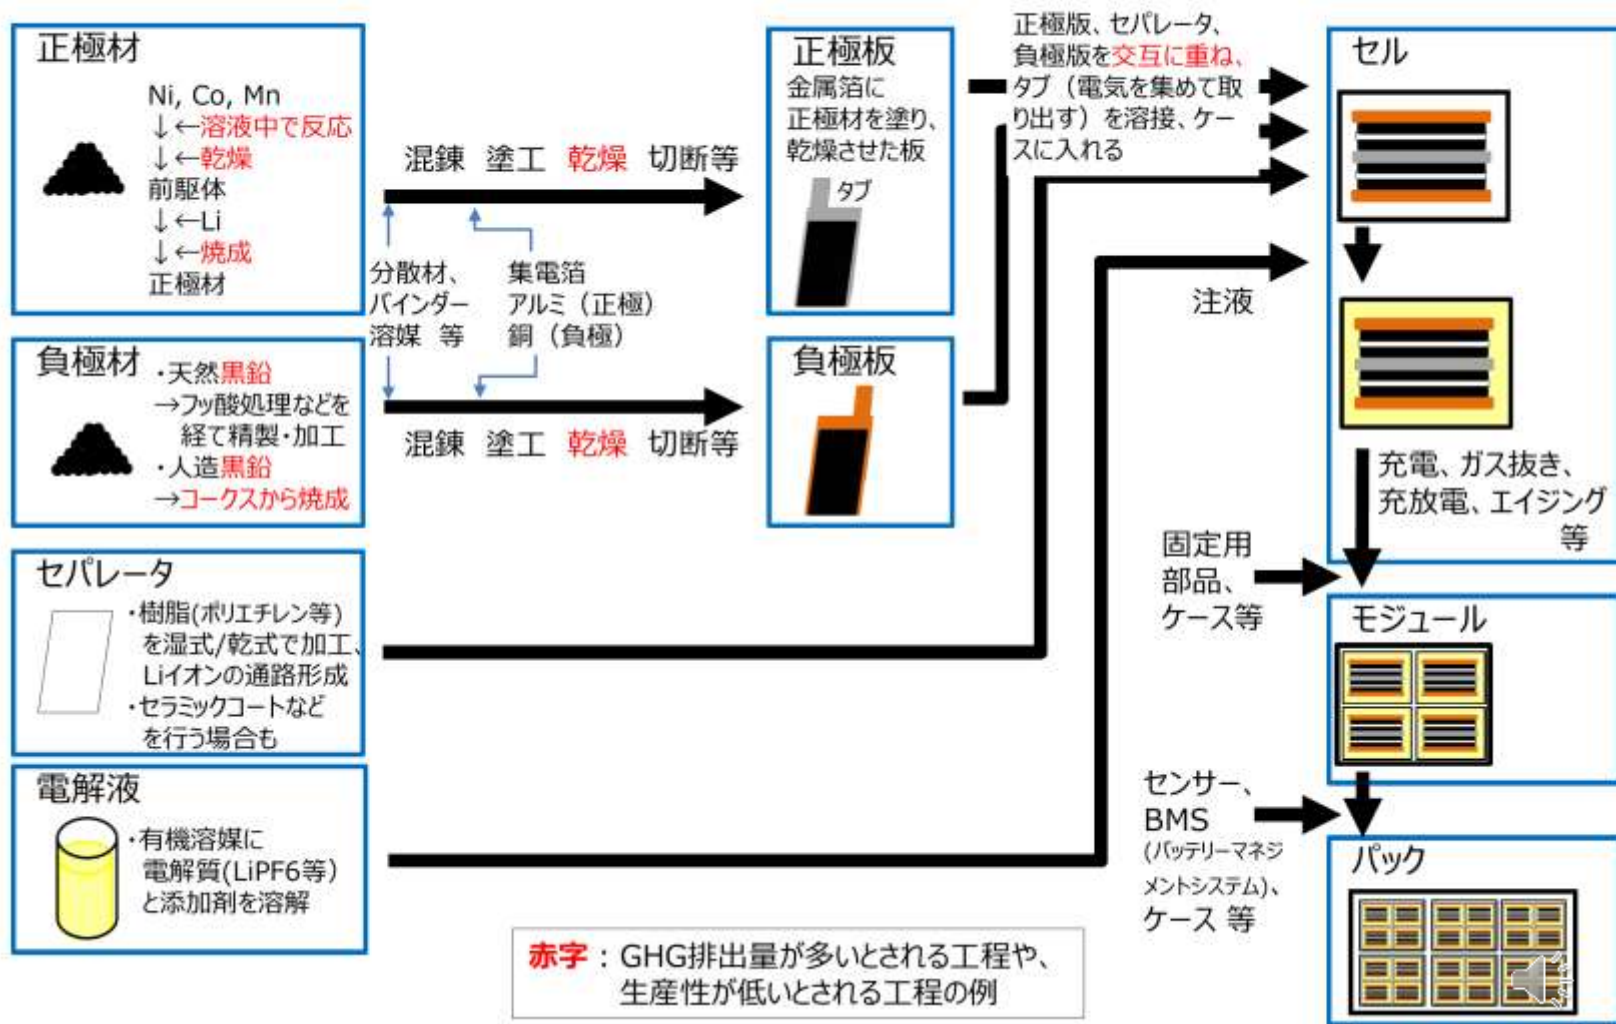 正極材
Ni, Co, Mn
↓←溶液中で反応
↓←乾燥
前駆体
↓←Li
↓←焼成
正極材
負極材
・天然黒鉛
→フッ酸処理などを
経て精製・加工
・人造黒鉛
→コークスから焼成
セパレータ
・樹脂(ポリエチレン等)
を湿式/乾式で加工、
Liイオンの通路形成
・セラミックコートなど
を行う場合も
電解液
・有機溶媒に
電解質(LiPF6等)
と添加剤を溶解
混錬 塗工 乾燥 切断等
分散材、
バインダー
溶媒 等
集電箔
アルミ（正極）
銅（負極）
混錬 塗工 乾燥 切断等
正極板
金属箔に
正極材を塗り、
乾燥させた板
タブ
負極板
正極版、セパレータ、
負極版を交互に重ね、
タブ（電気を集めて取
り出す）を溶接、ケー
スに入れる
注液
セル
充電、ガス抜き、
充放電、エイジング
等
固定用
部品、
ケース等
モジュール
センサー、
BMS
(バッテリーマネジ
メントシステム)、
ケース 等
パック
赤字：GHG排出量が多いとされる工程や、
生産性が低いとされる工程の例